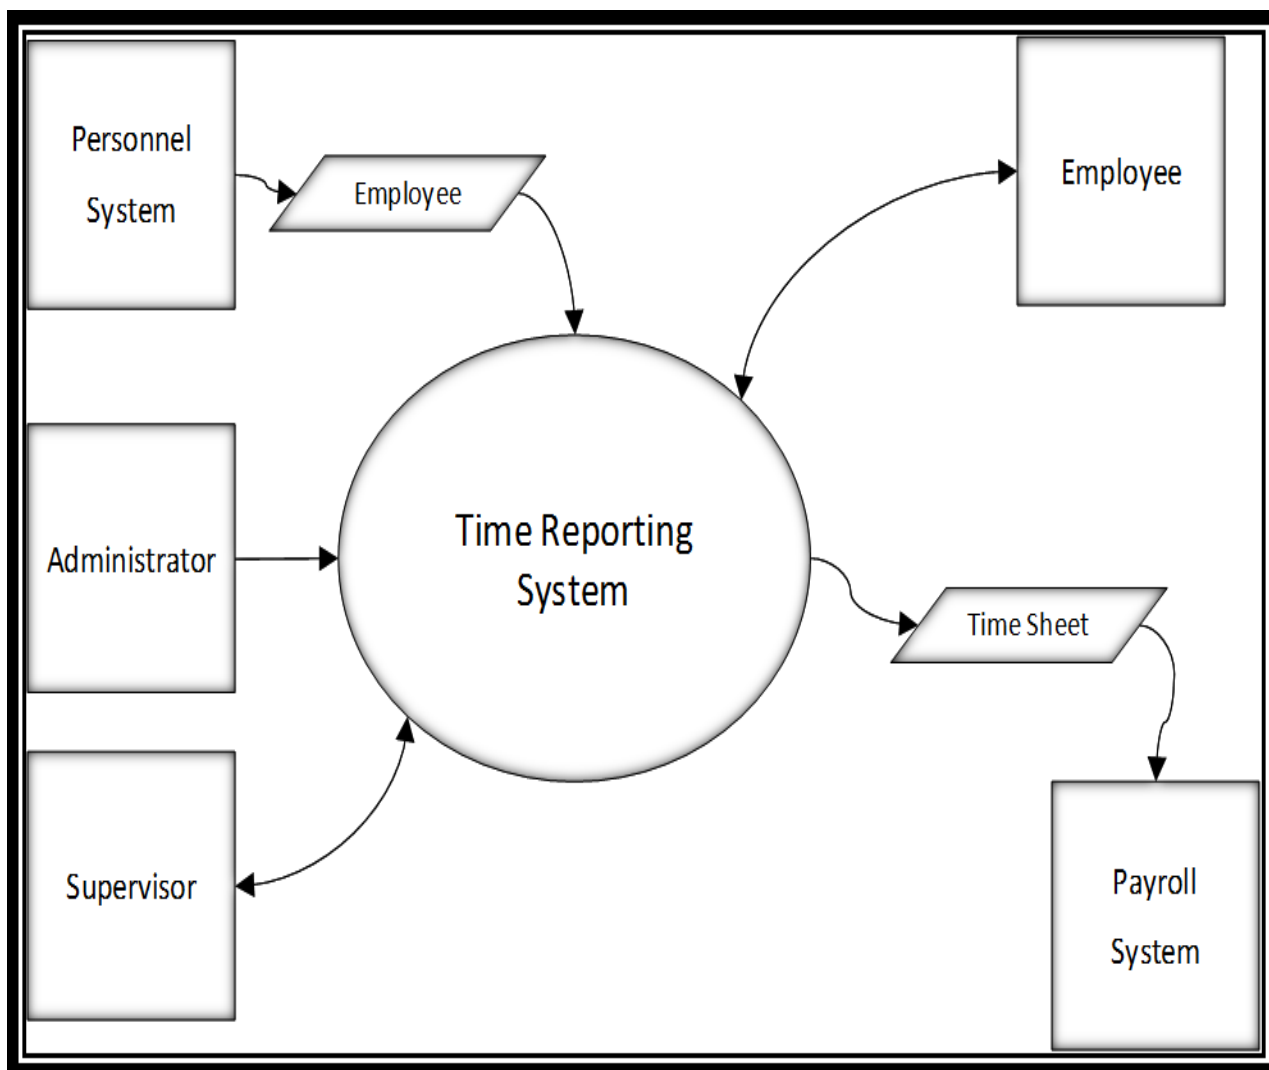 Personnel
System
Employee
Employee
Administrator
Time Reporting
System
Time Sheet
Supervisor
Payroll
System